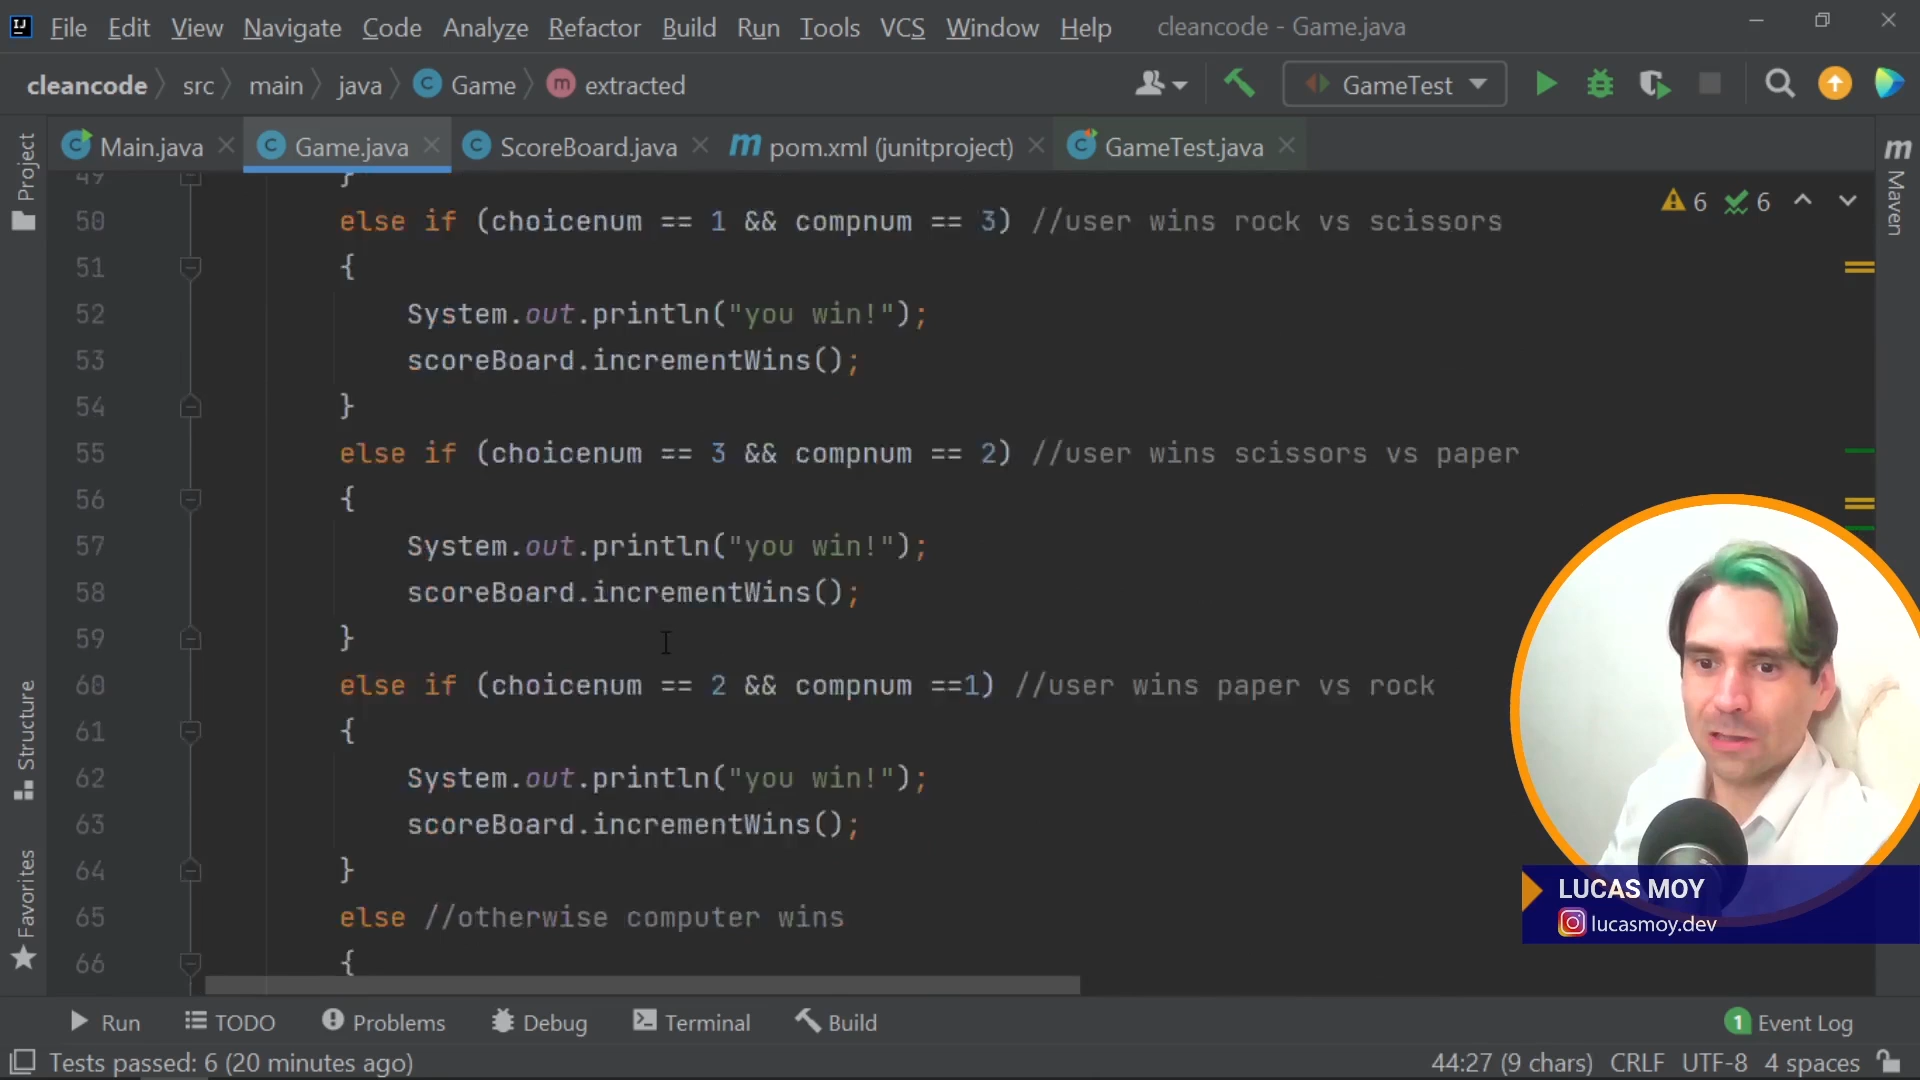 IJ File Edit View Navigate Code Analyze Refactor Build Run Tools VCS Window Help cleancode - Game.java
cleancode src main java C Game m extracted GameTest
C Main.java C Game.java C ScoreBoard.java m pom.xml (junitproject) C GameTest.java
Project
Structure
Favorites
m Maven
6 6
49 }
50 else if (choicenum == 1 && compnum == 3) //user wins rock vs scissors
51 {
52 System.out.println("you win!");
53 scoreBoard.incrementWins();
54 }
55 else if (choicenum == 3 && compnum == 2) //user wins scissors vs paper
56 {
57 System.out.println("you win!");
58 scoreBoard.incrementWins();
59 }
60 else if (choicenum == 2 && compnum ==1) //user wins paper vs rock
61 {
62 System.out.println("you win!");
63 scoreBoard.incrementWins();
64 }
65 else //otherwise computer wins
66 {
LUCAS MOY
lucasmoy.dev
Run TODO Problems Debug Terminal Build 1 Event Log
Tests passed: 6 (20 minutes ago) 44:27 (9 chars) CRLF UTF-8 4 spaces